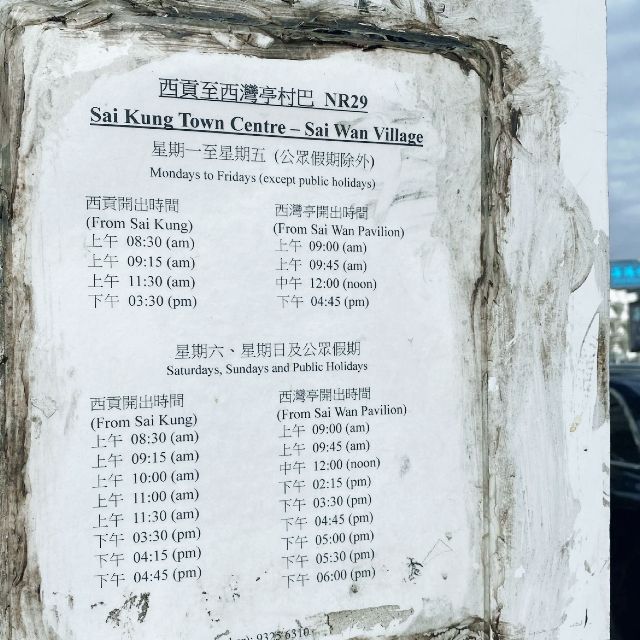 西貢至西灣亭村巴 NR29
Sai Kung Town Centre – Sai Wan Village
星期一至星期五 (公眾假期除外)
Mondays to Fridays (except public holidays)
西貢開出時間
(From Sai Kung)
上午 08:30 (am)
上午 09:15 (am)
上午 11:30 (am)
下午 03:30 (pm)
西灣亭開出時間
(From Sai Wan Pavilion)
上午 09:00 (am)
上午 09:45 (am)
中午 12:00 (noon)
下午 04:45 (pm)
星期六、星期日及公眾假期
Saturdays, Sundays and Public Holidays
西貢開出時間
(From Sai Kung)
上午 08:30 (am)
上午 09:15 (am)
上午 10:00 (am)
上午 11:00 (am)
上午 11:30 (am)
下午 03:30 (pm)
下午 04:15 (pm)
下午 04:45 (pm)
西灣亭開出時間
(From Sai Wan Pavilion)
上午 09:00 (am)
上午 09:45 (am)
中午 12:00 (noon)
下午 02:15 (pm)
下午 03:30 (pm)
下午 04:45 (pm)
下午 05:00 (pm)
下午 05:30 (pm)
下午 06:00 (pm)